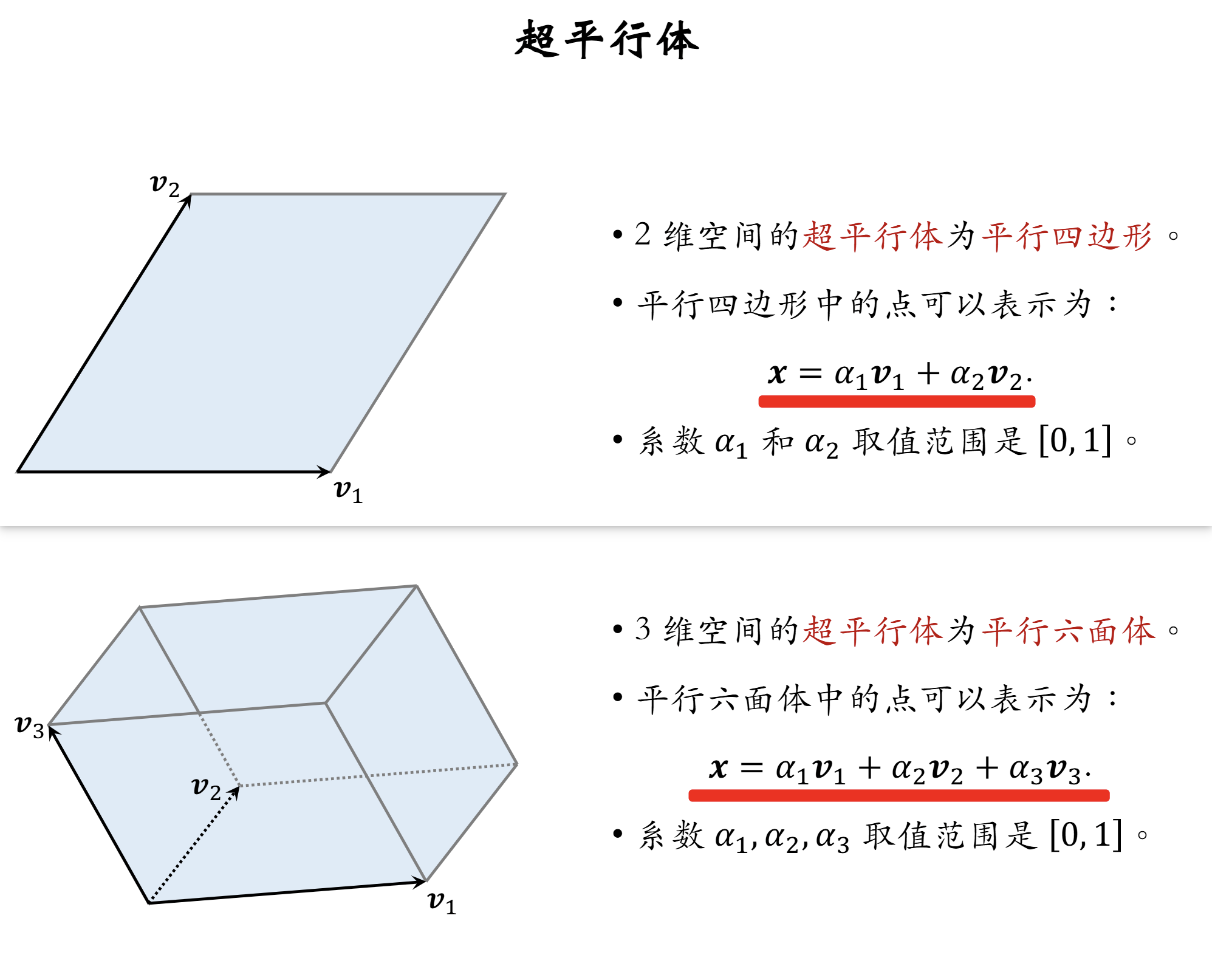 超平行体
v₂
v₁
• 2 维空间的超平行体为平行四边形。
• 平行四边形中的点可以表示为：
x = α₁v₁ + α₂v₂.
• 系数 α₁ 和 α₂ 取值范围是 [0, 1]。
v₃
v₂
v₁
• 3 维空间的超平行体为平行六面体。
• 平行六面体中的点可以表示为：
x = α₁v₁ + α₂v₂ + α₃v₃.
• 系数 α₁, α₂, α₃ 取值范围是 [0, 1]。